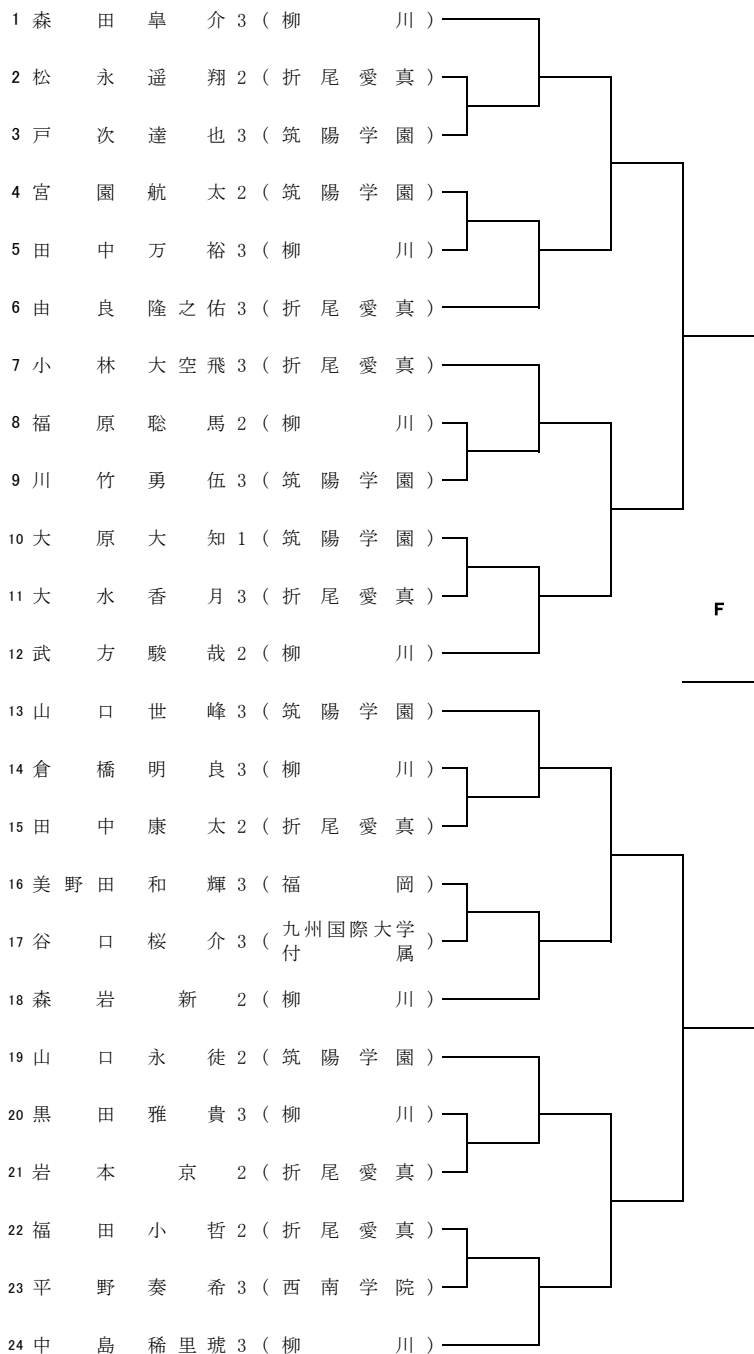 1 森田皐介 3 (柳川)
2 松永遥翔 2 (折尾愛真)
3 戸次達也 3 (筑陽学園)
4 宮園航太 2 (筑陽学園)
5 田中万裕 3 (柳川)
6 由良隆之佑 3 (折尾愛真)
7 小林大空飛 3 (折尾愛真)
8 福原聡馬 2 (柳川)
9 川竹勇伍 3 (筑陽学園)
10 大原大知 1 (筑陽学園)
11 大水香月 3 (折尾愛真)
F
12 武方駿哉 2 (柳川)
13 山口世峰 3 (筑陽学園)
14 倉橋明良 3 (柳川)
15 田中康太 2 (折尾愛真)
16 美野田和輝 3 (福岡)
17 谷口桜介 3 (九州国際大学
付属)
18 森岩新 2 (柳川)
19 山口永徒 2 (筑陽学園)
20 黒田雅貴 3 (柳川)
21 岩本京 2 (折尾愛真)
22 福田小哲 2 (折尾愛真)
23 平野奏希 3 (西南学院)
24 中島稀里琥 3 (柳川)